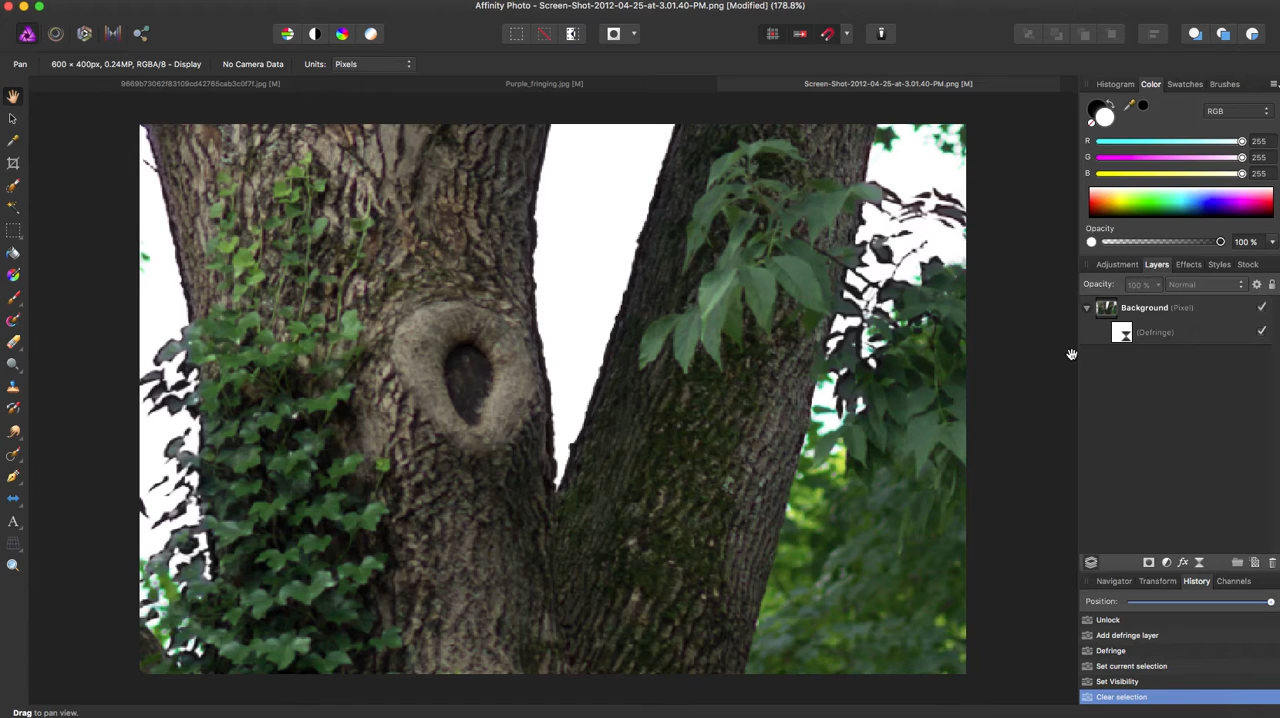 Affinity Photo - Screen-Shot-2012-04-25-at-3.01.40-PM.png [Modified] (178.8%)
Pan 600 × 400px, 0.24MP, RGBA/8 - Display No Camera Data Units: Pixels
9669b73062f83109cd42765cab3c0f7f.jpg [M] Purple_fringing.jpg [M] Screen-Shot-2012-04-25-at-3.01.40-PM.png [M]
Histogram Color Swatches Brushes
RGB
R 255
G 255
B 255
Opacity
100 %
Adjustment Layers Effects Styles Stock
Opacity: 100 % Normal
Background (Pixel)
(Defringe)
Navigator Transform History Channels
Position:
Unlock
Add defringe layer
Defringe
Set current selection
Set Visibility
Clear selection
Drag to pan view.